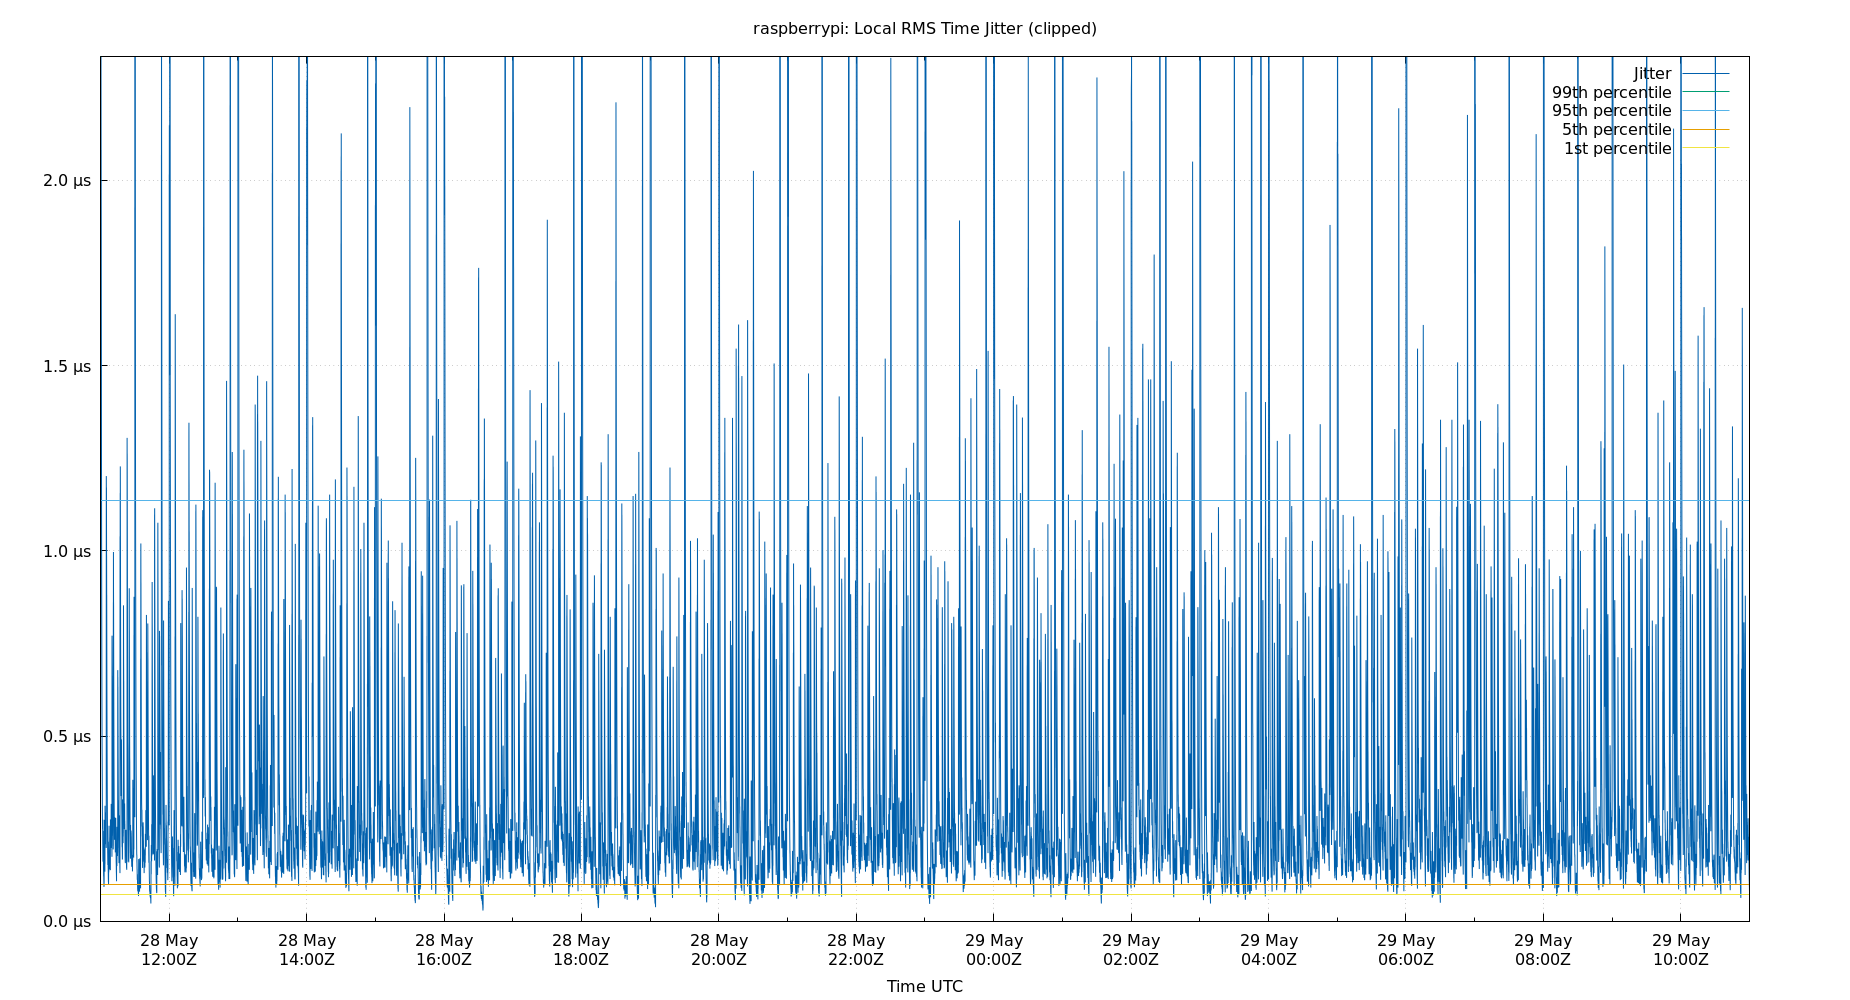 raspberrypi: Local RMS Time Jitter (clipped)
Jitter
99th percentile
95th percentile
5th percentile
1st percentile
2.0 µs
1.5 µs
1.0 µs
0.5 µs
0.0 µs
28 May 28 May 28 May 28 May 28 May 28 May 29 May 29 May 29 May 29 May 29 May 29 May
12:00Z 14:00Z 16:00Z 18:00Z 20:00Z 22:00Z 00:00Z 02:00Z 04:00Z 06:00Z 08:00Z 10:00Z
Time UTC